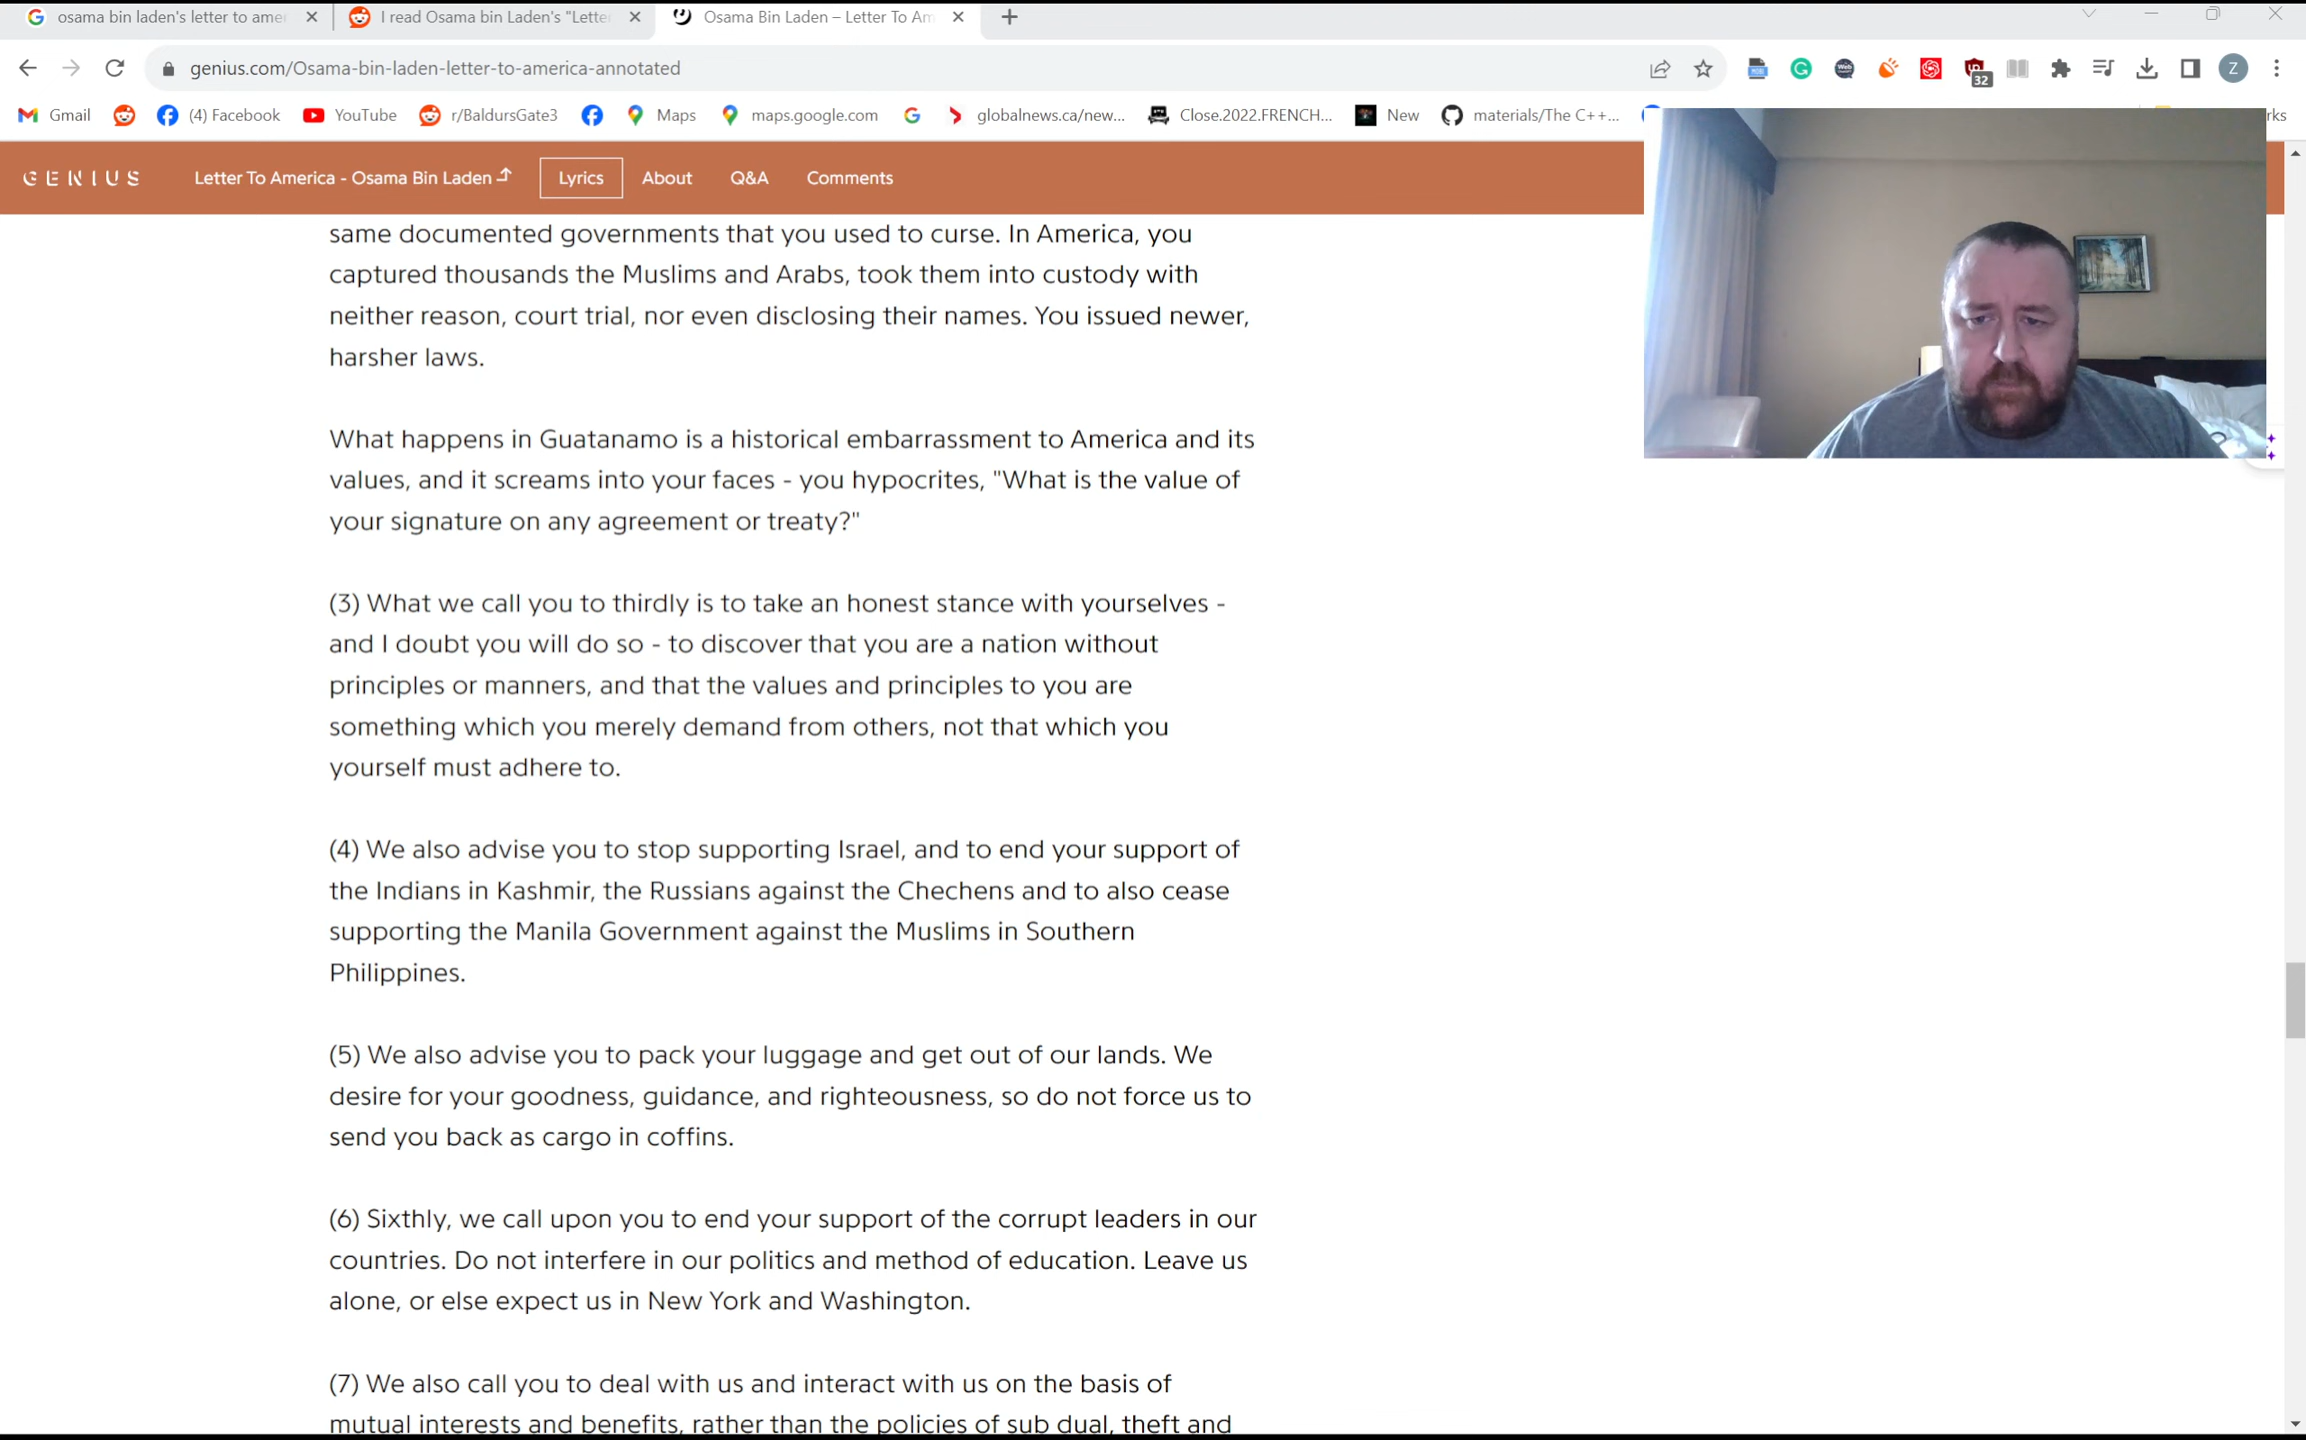 osama bin laden's letter to ame
I read Osama bin Laden's "Lette
Osama Bin Laden – Letter To Am
genius.com/Osama-bin-laden-letter-to-america-annotated
32
Z
Gmail
(4) Facebook
YouTube
r/BaldursGate3
Maps
maps.google.com
globalnews.ca/new...
Close.2022.FRENCH...
New
materials/The C++...
rks
GENIUS
Letter To America - Osama Bin Laden
Lyrics
About
Q&A
Comments
same documented governments that you used to curse. In America, you
captured thousands the Muslims and Arabs, took them into custody with
neither reason, court trial, nor even disclosing their names. You issued newer,
harsher laws.
What happens in Guatanamo is a historical embarrassment to America and its
values, and it screams into your faces - you hypocrites, "What is the value of
your signature on any agreement or treaty?"
(3) What we call you to thirdly is to take an honest stance with yourselves -
and I doubt you will do so - to discover that you are a nation without
principles or manners, and that the values and principles to you are
something which you merely demand from others, not that which you
yourself must adhere to.
(4) We also advise you to stop supporting Israel, and to end your support of
the Indians in Kashmir, the Russians against the Chechens and to also cease
supporting the Manila Government against the Muslims in Southern
Philippines.
(5) We also advise you to pack your luggage and get out of our lands. We
desire for your goodness, guidance, and righteousness, so do not force us to
send you back as cargo in coffins.
(6) Sixthly, we call upon you to end your support of the corrupt leaders in our
countries. Do not interfere in our politics and method of education. Leave us
alone, or else expect us in New York and Washington.
(7) We also call you to deal with us and interact with us on the basis of
mutual interests and benefits, rather than the policies of sub dual, theft and